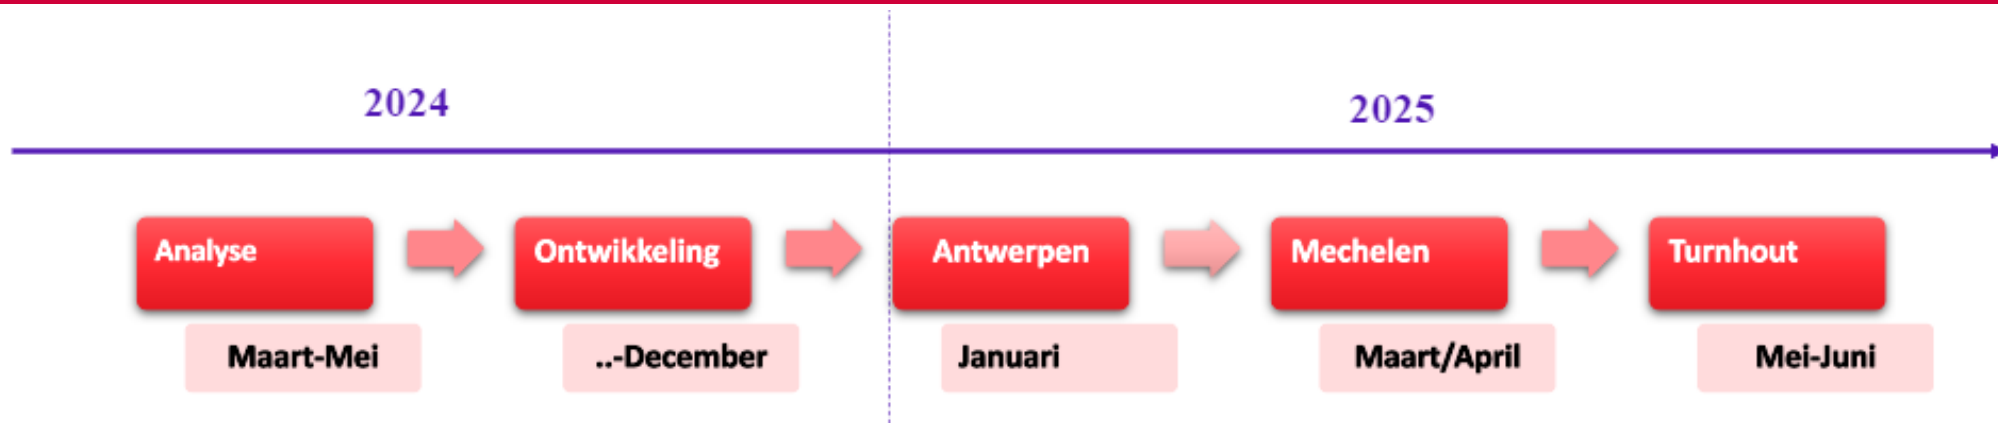 2024
2025
Analyse
Ontwikkeling
Antwerpen
Mechelen
Turnhout
Maart-Mei
..-December
Januari
Maart/April
Mei-Juni